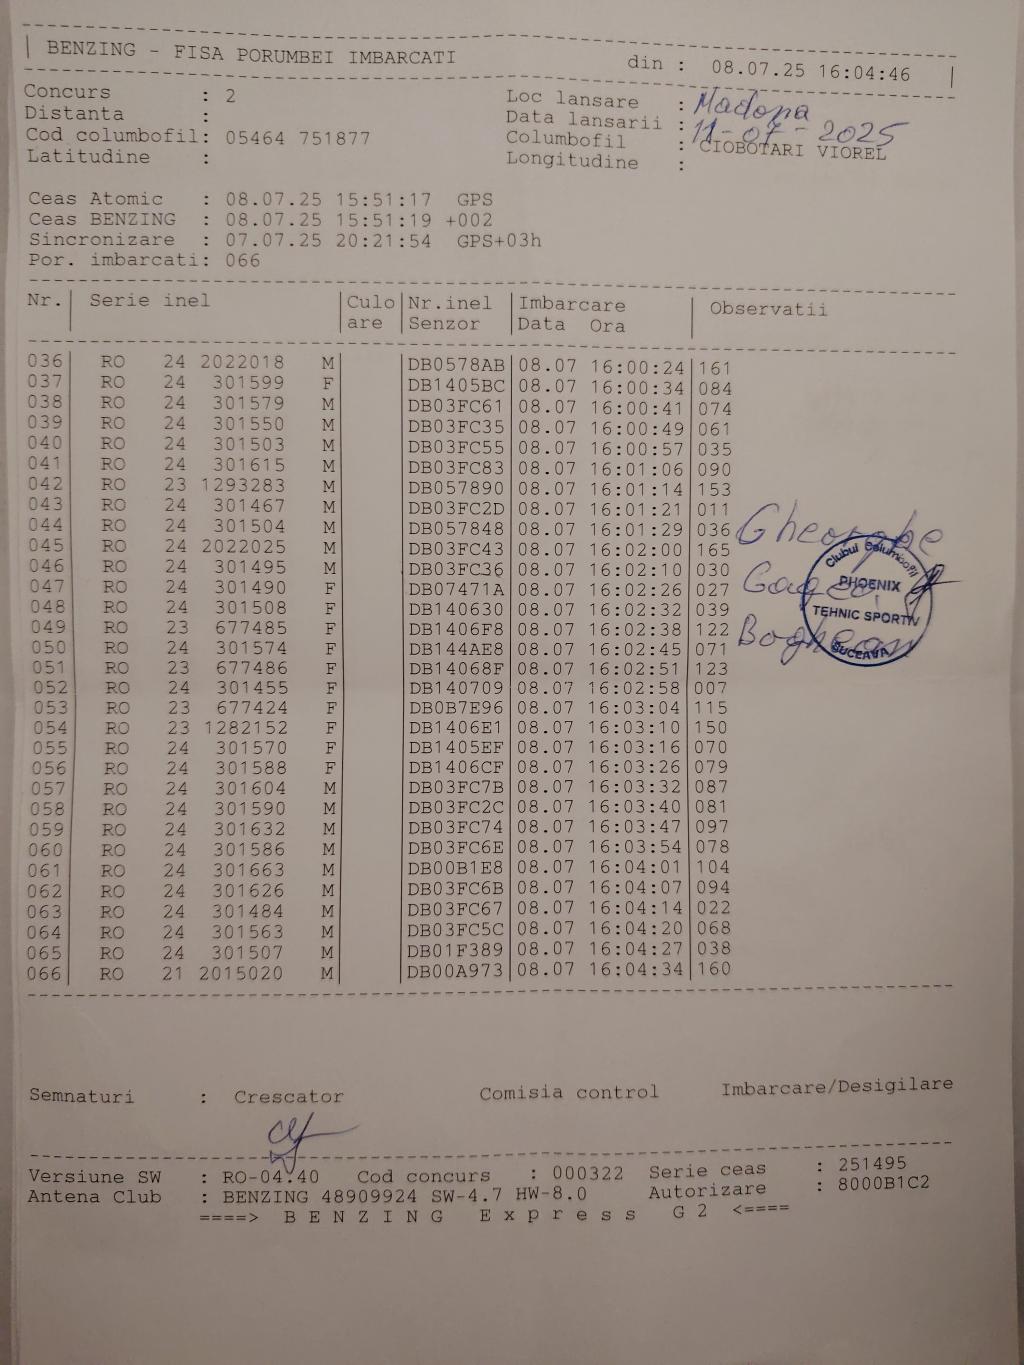 BENZING - FISA PORUMBEI IMBARCATI din : 08.07.25 16:04:46
Concurs : 2 Loc lansare : Madona
Distanta : Data lansarii : 11-07-2025
Cod columbofil: 05464 751877 Columbofil : CIOBOTARI VIOREL
Latitudine : Longitudine :
Ceas Atomic : 08.07.25 15:51:17 GPS
Ceas BENZING : 08.07.25 15:51:19 +002
Sincronizare : 07.07.25 20:21:54 GPS+03h
Por. imbarcati: 066
Nr. Serie inel Culo Nr.inel Imbarcare Observatii
are Senzor Data Ora
036 RO 24 2022018 M DB0578AB 08.07 16:00:24 161
037 RO 24 301599 F DB1405BC 08.07 16:00:34 084
038 RO 24 301579 M DB03FC61 08.07 16:00:41 074
039 RO 24 301550 M DB03FC35 08.07 16:00:49 061
040 RO 24 301503 M DB03FC55 08.07 16:00:57 035
041 RO 24 301615 M DB03FC83 08.07 16:01:06 090
042 RO 23 1293283 M DB057890 08.07 16:01:14 153
043 RO 24 301467 M DB03FC2D 08.07 16:01:21 011
044 RO 24 301504 M DB057848 08.07 16:01:29 036
045 RO 24 2022025 M DB03FC43 08.07 16:02:00 165
046 RO 24 301495 M DB03FC36 08.07 16:02:10 030
047 RO 24 301490 F DB07471A 08.07 16:02:26 027
048 RO 24 301508 F DB140630 08.07 16:02:32 039
049 RO 23 677485 F DB1406F8 08.07 16:02:38 122
050 RO 24 301574 F DB144AE8 08.07 16:02:45 071
051 RO 23 677486 F DB14068F 08.07 16:02:51 123
052 RO 24 301455 F DB140709 08.07 16:02:58 007
053 RO 23 677424 F DB0B7E96 08.07 16:03:04 115
054 RO 23 1282152 F DB1406E1 08.07 16:03:10 150
055 RO 24 301570 F DB1405EF 08.07 16:03:16 070
056 RO 24 301588 F DB1406CF 08.07 16:03:26 079
057 RO 24 301604 M DB03FC7B 08.07 16:03:32 087
058 RO 24 301590 M DB03FC2C 08.07 16:03:40 081
059 RO 24 301632 M DB03FC74 08.07 16:03:47 097
060 RO 24 301586 M DB03FC6E 08.07 16:03:54 078
061 RO 24 301663 M DB00B1E8 08.07 16:04:01 104
062 RO 24 301626 M DB03FC6B 08.07 16:04:07 094
063 RO 24 301484 M DB03FC67 08.07 16:04:14 022
064 RO 24 301563 M DB03FC5C 08.07 16:04:20 068
065 RO 24 301507 M DB01F389 08.07 16:04:27 038
066 RO 21 2015020 M DB00A973 08.07 16:04:34 160
Gheorghe
Boghean
Clubul Columbofil
PHOENIX
TEHNIC SPORTIV
SUCEAVA
Semnaturi : Crescator Comisia control Imbarcare/Desigilare
Versiune SW : RO-04.40 Cod concurs : 000322 Serie ceas : 251495
Antena Club : BENZING 48909924 SW-4.7 HW-8.0 Autorizare : 8000B1C2
====> B E N Z I N G E x p r e s s G 2 <====